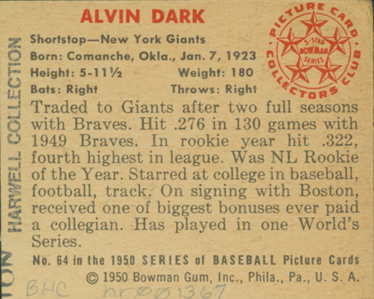 ALVIN DARK
Shortstop—New York Giants
Born: Comanche, Okla., Jan. 7, 1923
Height: 5-11½ Weight: 180
Bats: Right Throws: Right
PICTURE CARD
5-STAR
BOWMAN
SERIES
COLLECTORS CLUB
Traded to Giants after two full seasons
with Braves. Hit .276 in 130 games with
1949 Braves. In rookie year hit .322,
fourth highest in league. Was NL Rookie
of the Year. Starred at college in baseball,
football, track. On signing with Boston,
received one of biggest bonuses ever paid
a collegian. Has played in one World's
Series.
No. 64 in the 1950 SERIES of BASEBALL Picture Cards
© 1950 Bowman Gum, Inc., Phila., Pa., U. S. A.
HARWELL COLLECTION
TON
BHC